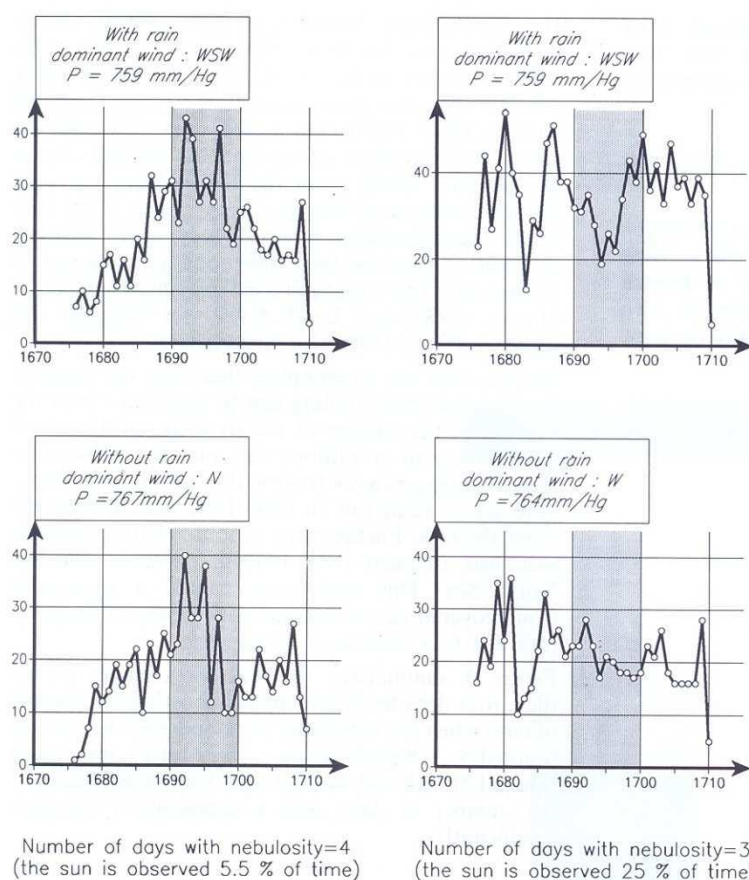 With rain
dominant wind : WSW
P = 759 mm/Hg
40
30
20
10
0
1670
1680
1690
1700
1710
With rain
dominant wind : WSW
P = 759 mm/Hg
40
20
0
1670
1680
1690
1700
1710
Without rain
dominant wind : N
P =767mm/Hg
40
30
20
10
0
1670
1680
1690
1700
1710
Without rain
dominant wind : W
P =764mm/Hg
40
30
20
10
0
1670
1680
1690
1700
1710
Number of days with nebulosity=4
(the sun is observed 5.5 % of time)
Number of days with nebulosity=3
(the sun is observed 25 % of time